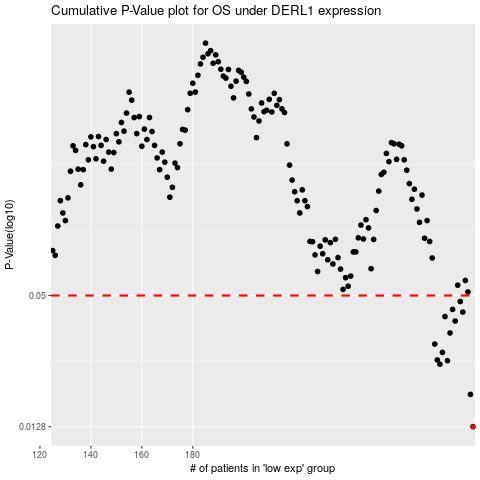 Cumulative P-Value plot for OS under DERL1 expression
P-Value(log10)
0.05
0.0128
120 140 160 180
# of patients in 'low exp' group